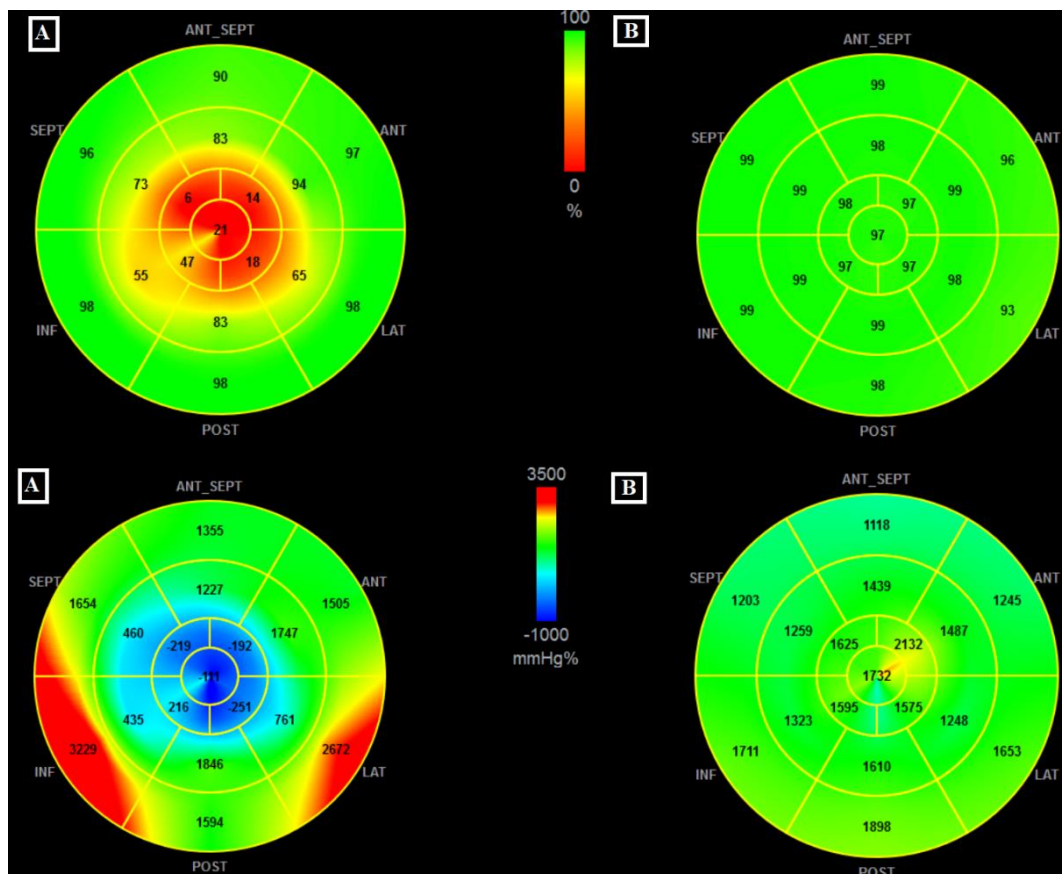 A
ANT_SEPT
90
SEPT
96
ANT
97
83
73
94
6
14
21
47
18
55
65
INF
98
98
LAT
83
98
POST
100
0
%
B
ANT_SEPT
99
SEPT
99
ANT
96
98
99
99
98
97
97
97
97
99
98
INF
99
93
LAT
99
98
POST
A
ANT_SEPT
1355
SEPT
1654
ANT
1505
1227
460
1747
-219
-192
-111
216
-251
435
761
INF
3229
2672
LAT
1846
1594
POST
3500
-1000
mmHg%
B
ANT_SEPT
1118
SEPT
1203
ANT
1245
1439
1259
1487
1625
2132
1732
1595
1575
1323
1248
INF
1711
1653
LAT
1610
1898
POST